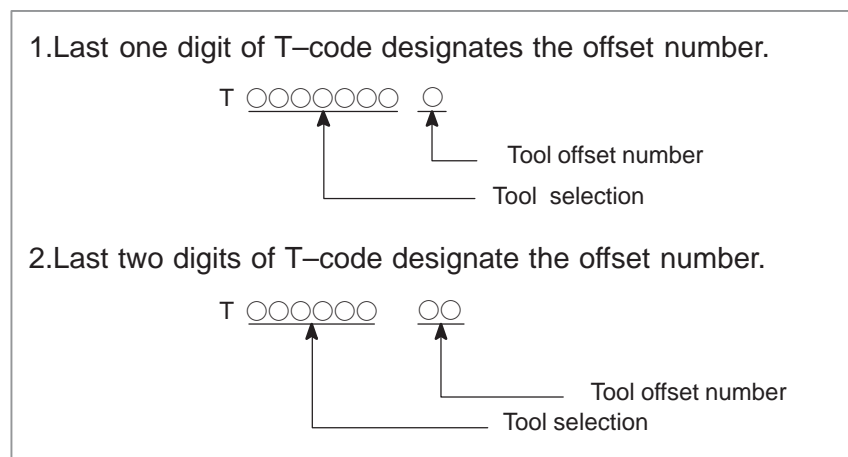 1.Last one digit of T–code designates the offset number.
T ○○○○○○○ ○
Tool offset number
Tool selection
2.Last two digits of T–code designate the offset number.
T ○○○○○○ ○○
Tool offset number
Tool selection